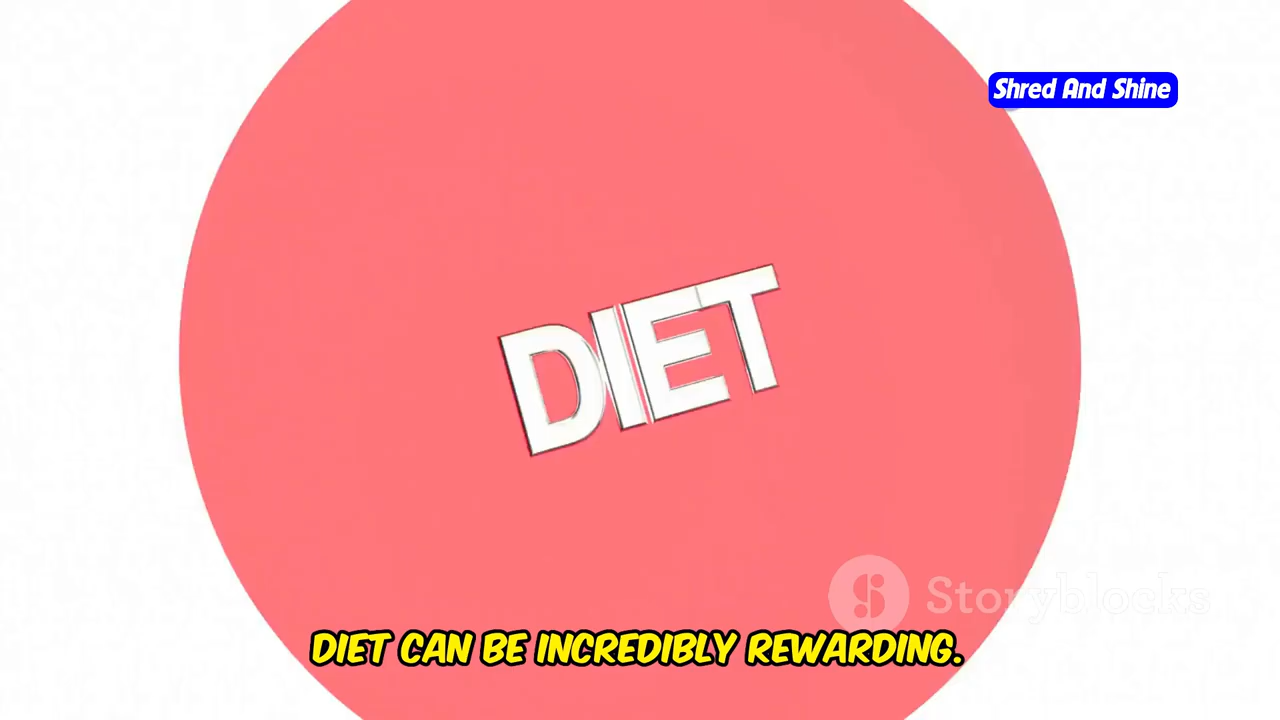 Shred And Shine
DIET
Storyblocks
DIET CAN BE INCREDIBLY REWARDING.